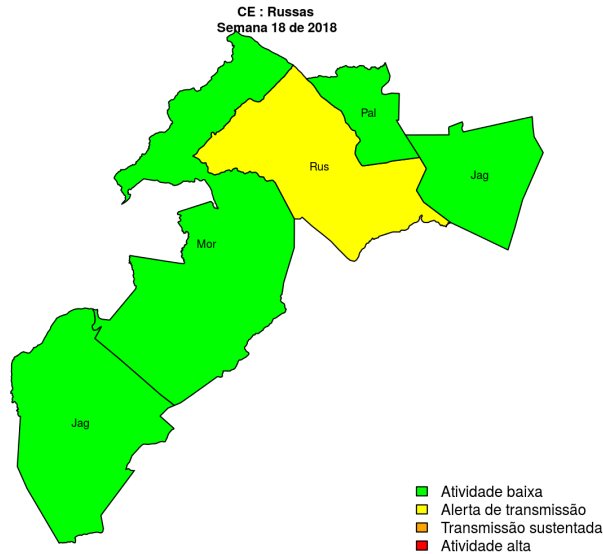 CE : Russas
Semana 18 de 2018
Pal
Rus
Jag
Mor
Jag
Atividade baixa
Alerta de transmissão
Transmissão sustentada
Atividade alta